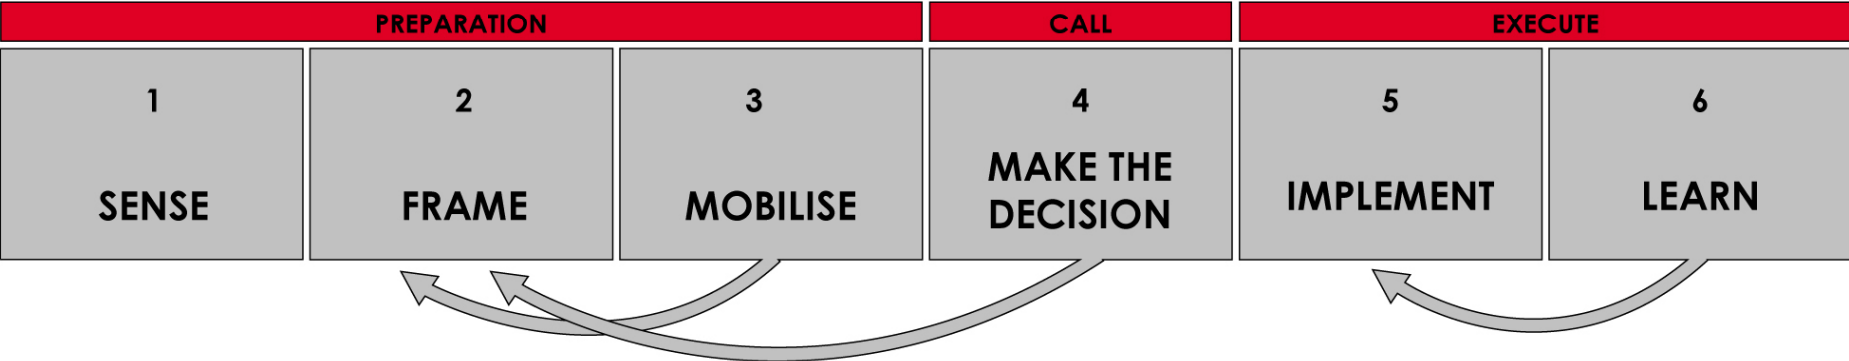 PREPARATION
CALL
EXECUTE
1
2
3
4
5
6
SENSE
FRAME
MOBILISE
MAKE THE
DECISION
IMPLEMENT
LEARN